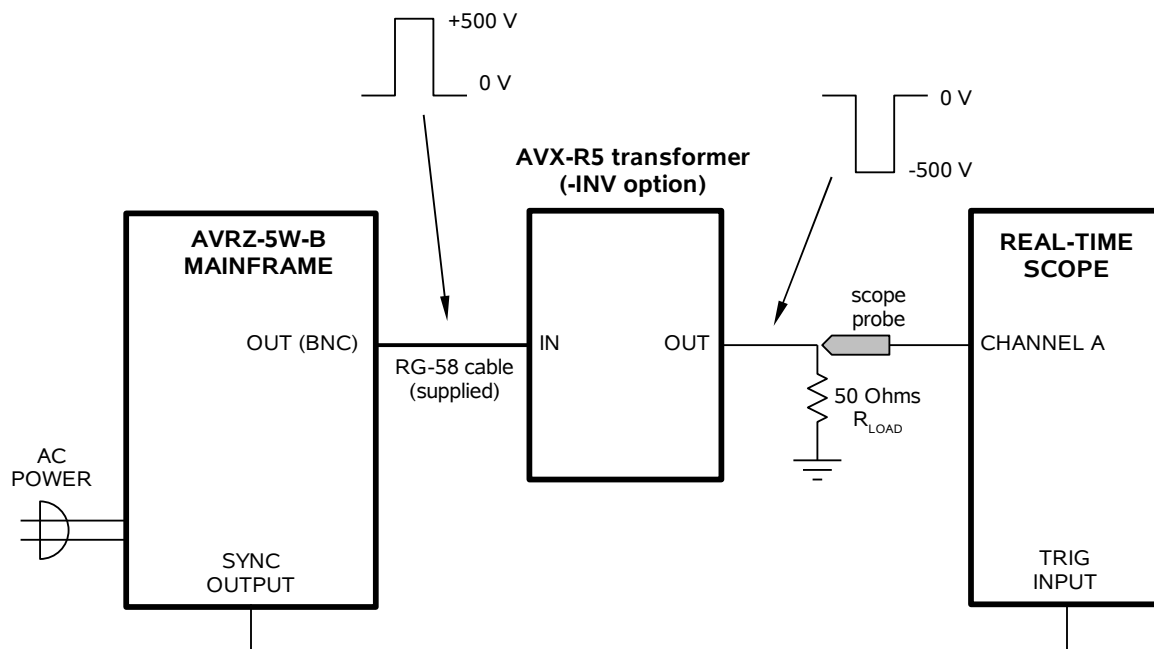 +500 V
0 V
0 V
-500 V
AVX-R5 transformer
(-INV option)
AVRZ-5W-B
MAINFRAME
REAL-TIME
SCOPE
scope
probe
OUT (BNC)
IN
OUT
CHANNEL A
RG-58 cable
(supplied)
50 Ohms
RLOAD
AC
POWER
SYNC
OUTPUT
TRIG
INPUT